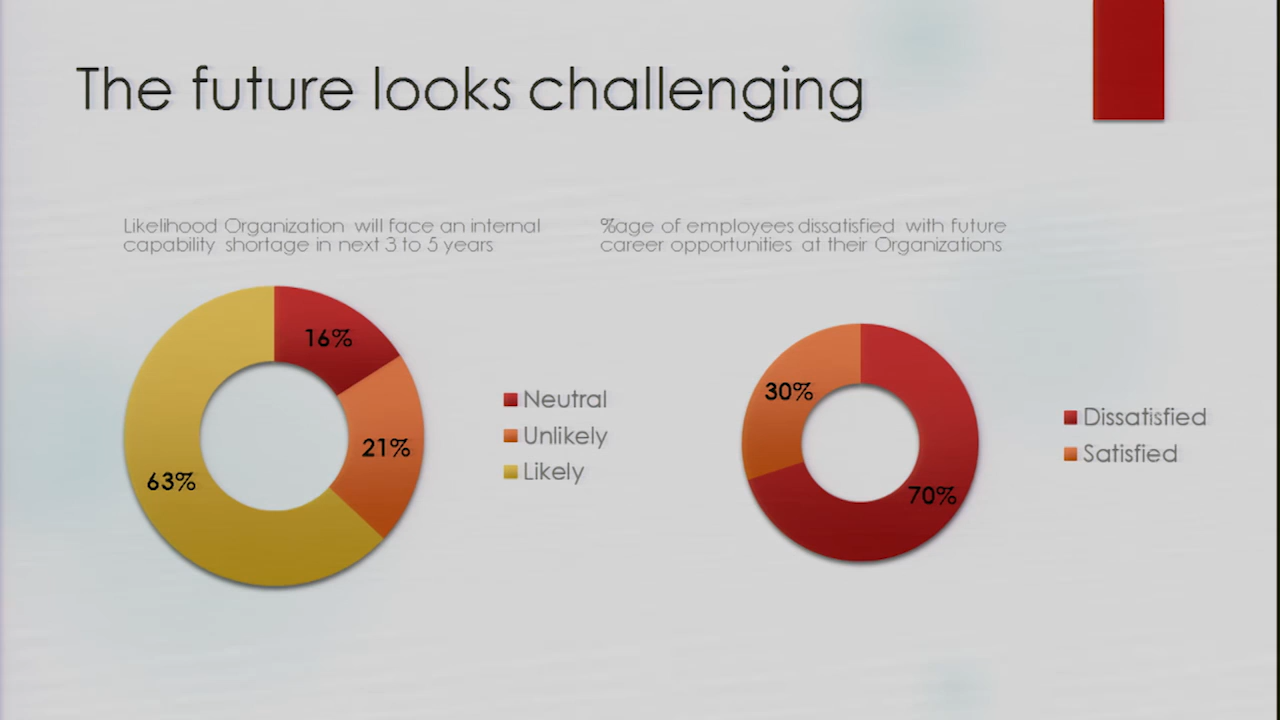 The future looks challenging
Likelihood Organization will face an internal
capability shortage in next 3 to 5 years
16%
21%
63%
Neutral
Unlikely
Likely
%age of employees dissatisfied with future
career opportunities at their Organizations
30%
70%
Dissatisfied
Satisfied